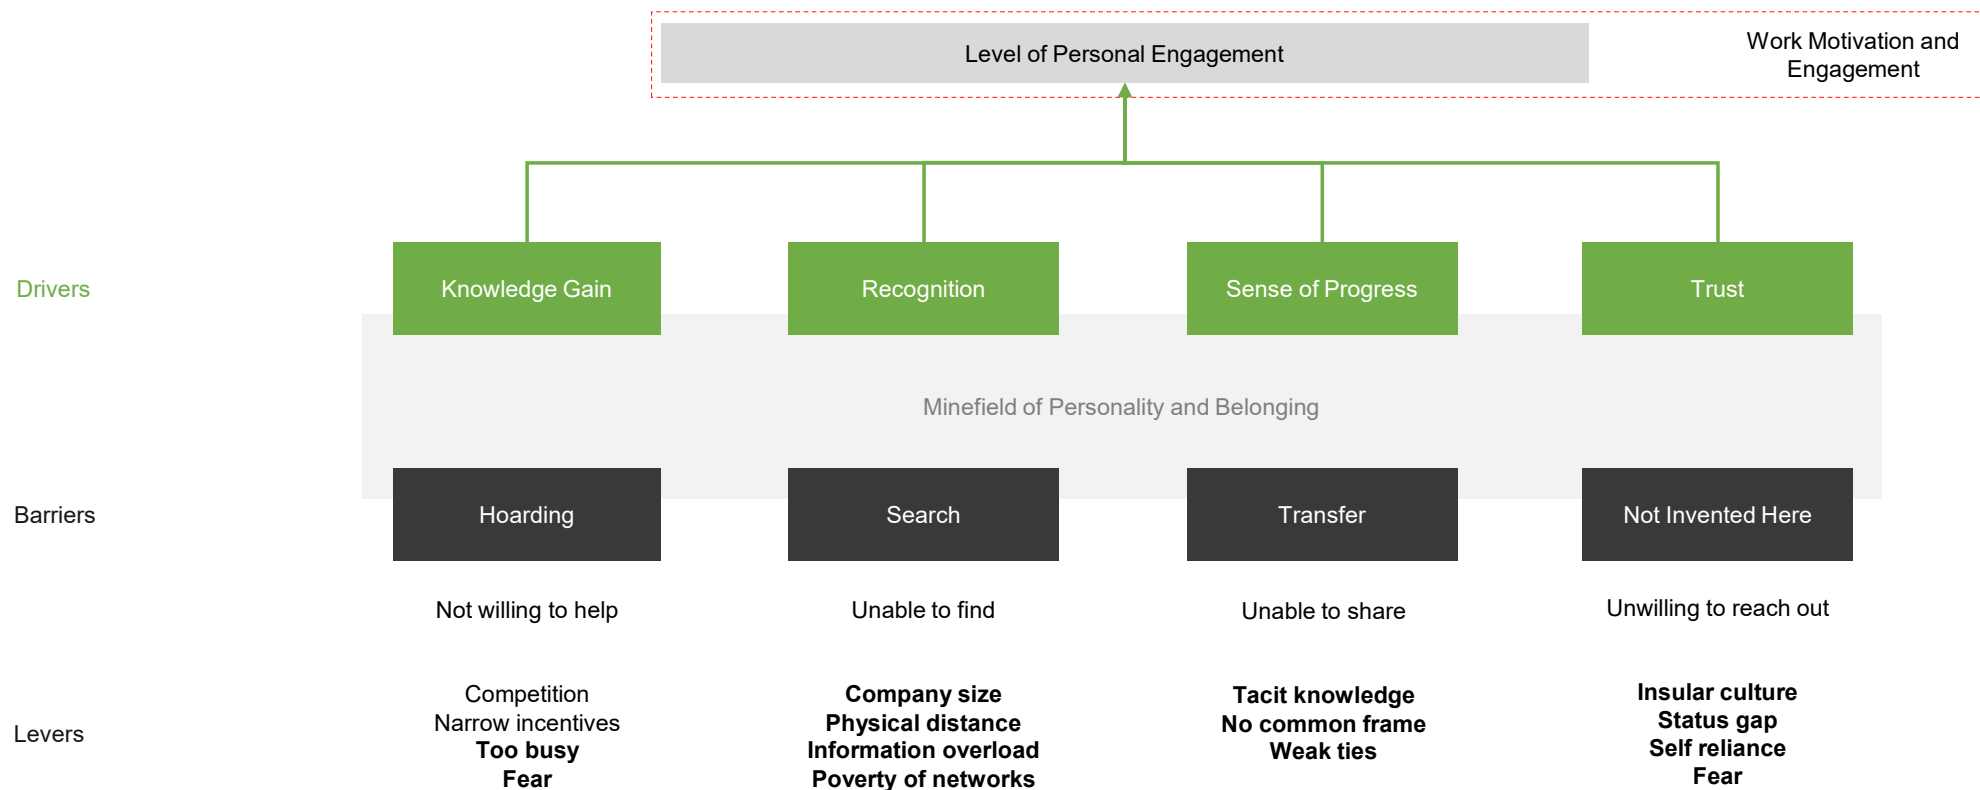 Level of Personal Engagement
Work Motivation and
Engagement
Drivers
Knowledge Gain
Recognition
Sense of Progress
Trust
Minefield of Personality and Belonging
Barriers
Hoarding
Search
Transfer
Not Invented Here
Not willing to help
Unable to find
Unable to share
Unwilling to reach out
Levers
Competition
Narrow incentives
Too busy
Fear
Company size
Physical distance
Information overload
Poverty of networks
Tacit knowledge
No common frame
Weak ties
Insular culture
Status gap
Self reliance
Fear